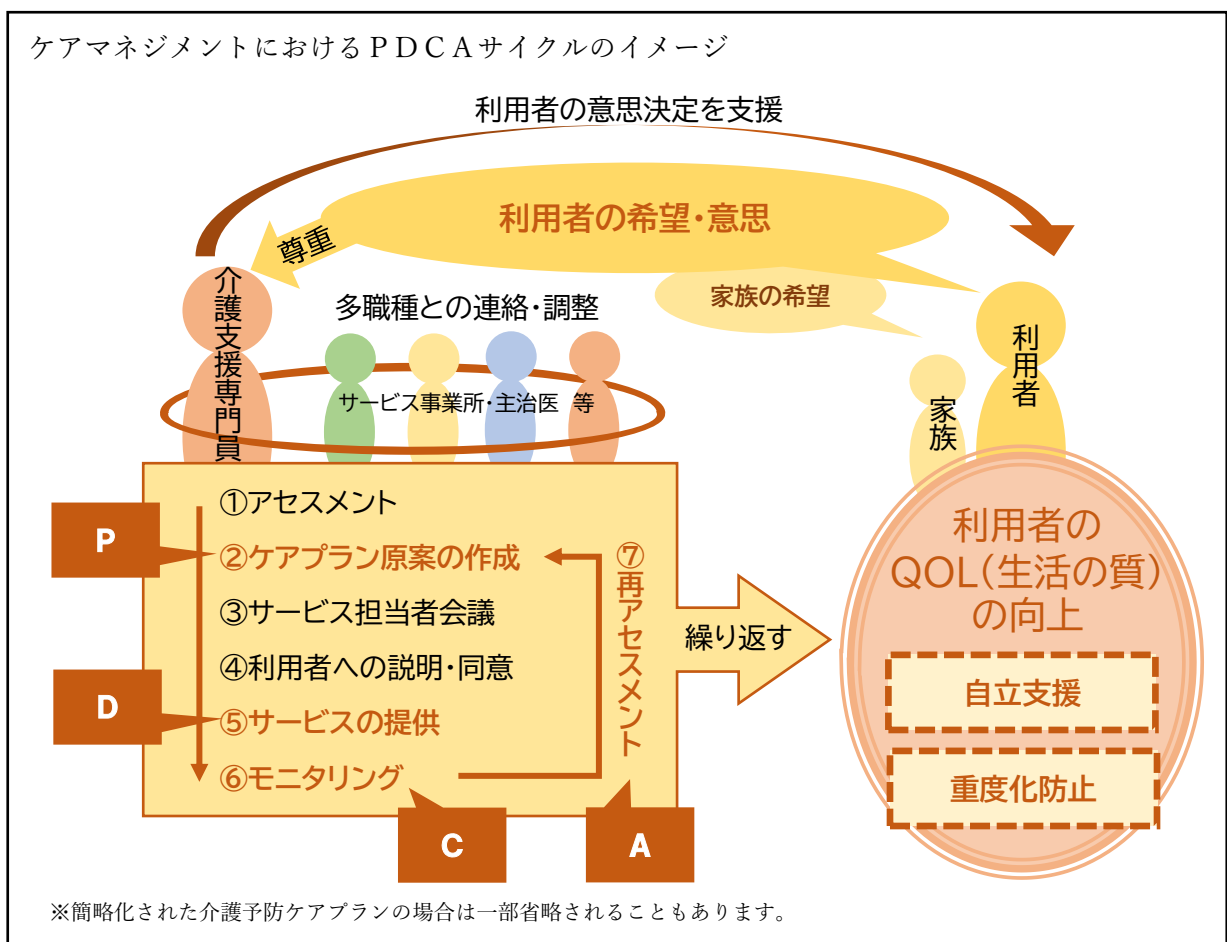 ケアマネジメントにおけるＰＤＣＡサイクルのイメージ
利用者の意思決定を支援
利用者の希望・意思
尊重
家族の希望
介護支援専門員
多職種との連絡・調整
サービス事業所・主治医 等
利用者
家族
①アセスメント
P
②ケアプラン原案の作成
③サービス担当者会議
④利用者への説明・同意
D
⑤サービスの提供
⑥モニタリング
⑦再アセスメント
C
A
繰り返す
利用者の
QOL(生活の質)
の向上
自立支援
重度化防止
※簡略化された介護予防ケアプランの場合は一部省略されることもあります。